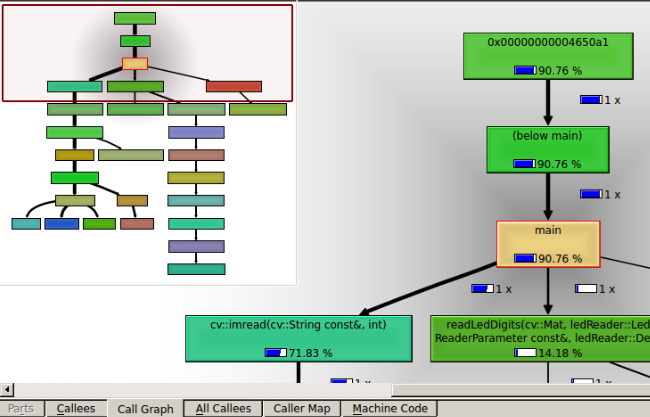 0x00000000004650a1
90.76 %
1 x
(below main)
90.76 %
1 x
main
90.76 %
1 x
1 x
cv::imread(cv::String const&, int)
71.83 %
readLedDigits(cv::Mat, ledReader::Led
ReaderParameter const&, ledReader::De
14.18 %
1 x
1 x
Parts
Callees
Call Graph
All Callees
Caller Map
Machine Code